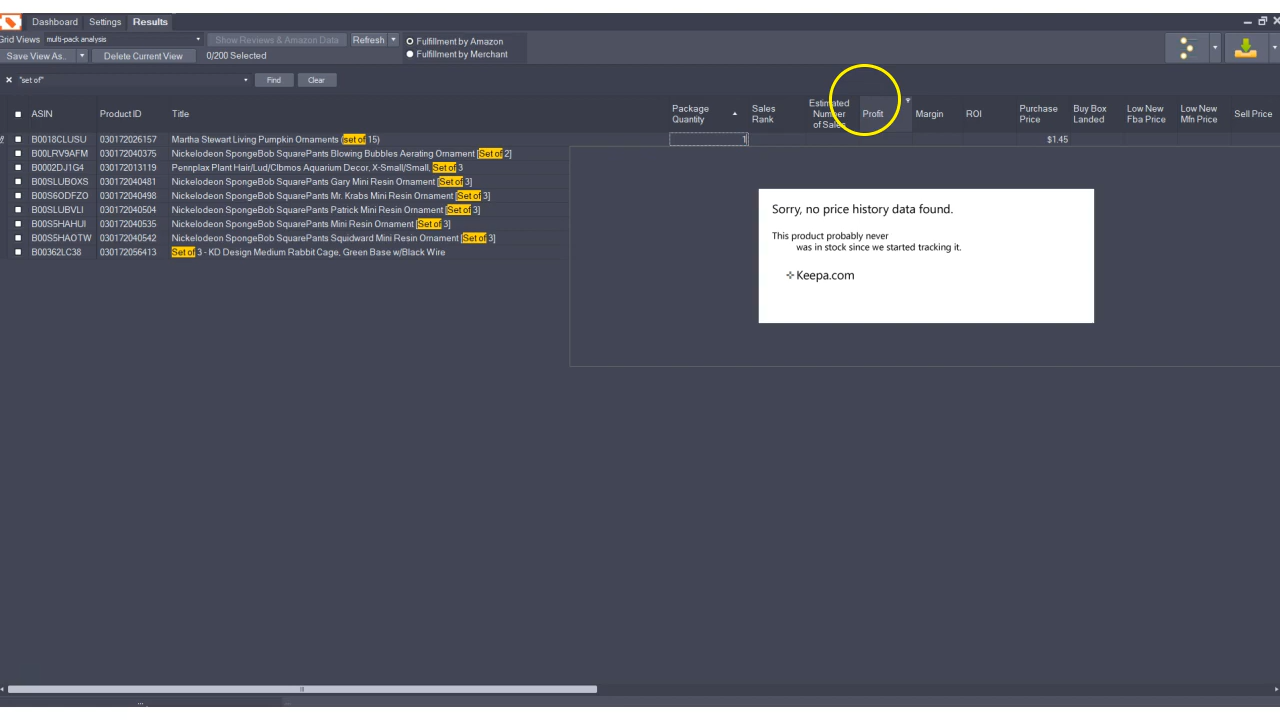 Dashboard Settings Results
Grid Views multi-pack analysis Show Reviews & Amazon Data Refresh Fulfillment by Amazon
Save View As.. Delete Current View 0/200 Selected Fulfillment by Merchant
"set of" Find Clear
ASIN Product ID Title Package Quantity Sales Rank Estimated Number of Sales Profit Margin ROI Purchase Price Buy Box Landed Low New Fba Price Low New Mfn Price Sell Price
B0018CLUSU 030172026157 Martha Stewart Living Pumpkin Ornaments (set of 15) 1 $1.45
B00LRV9AFM 030172040375 Nickelodeon SpongeBob SquarePants Blowing Bubbles Aerating Ornament [Set of 2]
B0002DJ1G4 030172013119 Pennplax Plant Hair/Lud/Clbmos Aquarium Decor, X-Small/Small, Set of 3
B00SLUBOXS 030172040481 Nickelodeon SpongeBob SquarePants Gary Mini Resin Ornament [Set of 3]
B00S6ODFZO 030172040498 Nickelodeon SpongeBob SquarePants Mr. Krabs Mini Resin Ornament [Set of 3]
B00SLUBVLI 030172040504 Nickelodeon SpongeBob SquarePants Patrick Mini Resin Ornament [Set of 3]
B00S5HAHUI 030172040535 Nickelodeon SpongeBob SquarePants Mini Resin Ornament [Set of 3]
B00S5HAOTW 030172040542 Nickelodeon SpongeBob SquarePants Squidward Mini Resin Ornament [Set of 3]
B00362LC38 030172056413 Set of 3 - KD Design Medium Rabbit Cage, Green Base w/Black Wire
Sorry, no price history data found.
This product probably never
was in stock since we started tracking it.
Keepa.com